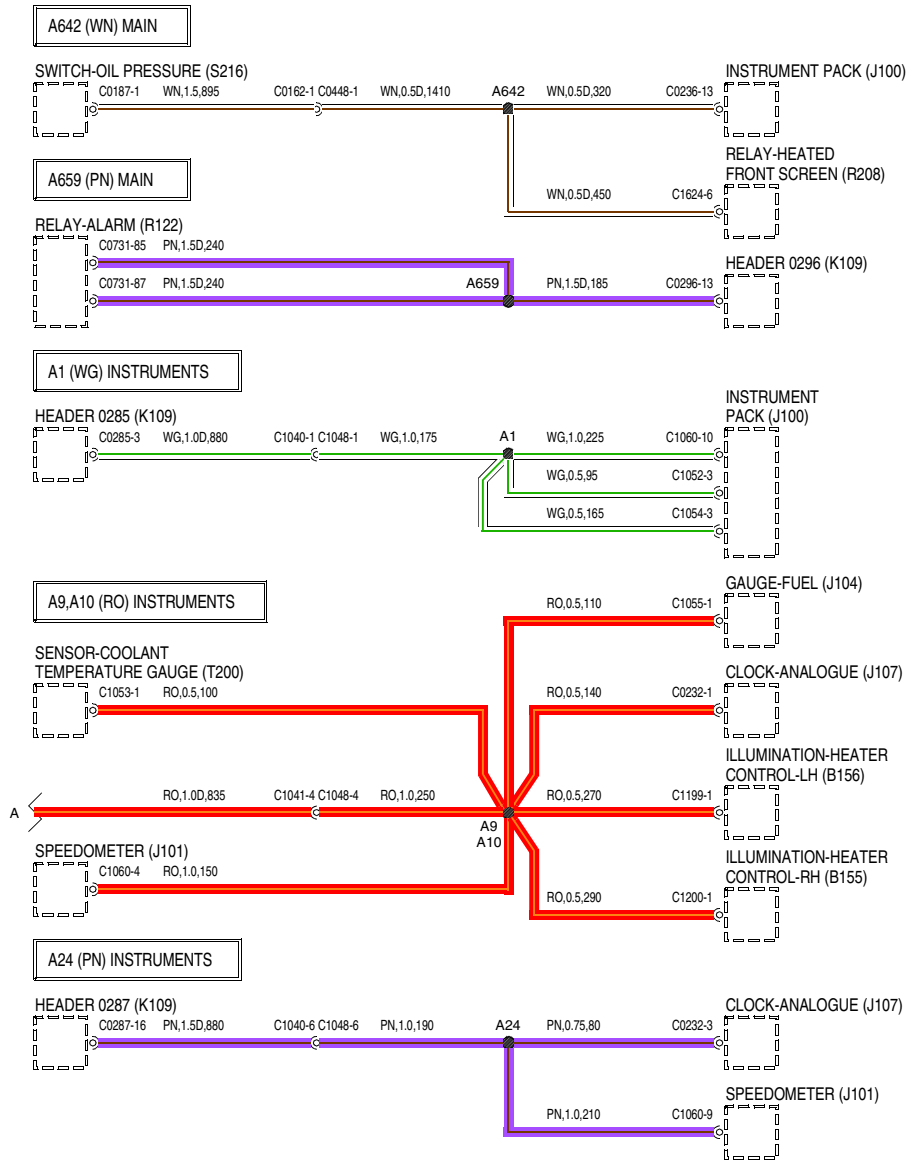 A642 (WN) MAIN
SWITCH-OIL PRESSURE (S216)
INSTRUMENT PACK (J100)
C0187-1 WN,1.5,895 C0162-1 C0448-1 WN,0.5D,1410 A642 WN,0.5D,320 C0236-13
RELAY-HEATED
FRONT SCREEN (R208)
A659 (PN) MAIN
WN,0.5D,450 C1624-6
RELAY-ALARM (R122)
C0731-85 PN,1.5D,240
HEADER 0296 (K109)
C0731-87 PN,1.5D,240 A659 PN,1.5D,185 C0296-13
A1 (WG) INSTRUMENTS
INSTRUMENT
PACK (J100)
HEADER 0285 (K109)
C0285-3 WG,1.0D,880 C1040-1 C1048-1 WG,1.0,175 A1 WG,1.0,225 C1060-10
WG,0.5,95 C1052-3
WG,0.5,165 C1054-3
GAUGE-FUEL (J104)
A9,A10 (RO) INSTRUMENTS
RO,0.5,110 C1055-1
SENSOR-COOLANT
TEMPERATURE GAUGE (T200)
CLOCK-ANALOGUE (J107)
C1053-1 RO,0.5,100 RO,0.5,140 C0232-1
ILLUMINATION-HEATER
CONTROL-LH (B156)
RO,1.0D,835 C1041-4 C1048-4 RO,1.0,250 RO,0.5,270 C1199-1
A
A9
A10
SPEEDOMETER (J101)
ILLUMINATION-HEATER
CONTROL-RH (B155)
C1060-4 RO,1.0,150
RO,0.5,290 C1200-1
A24 (PN) INSTRUMENTS
HEADER 0287 (K109)
CLOCK-ANALOGUE (J107)
C0287-16 PN,1.5D,880 C1040-6 C1048-6 PN,1.0,190 A24 PN,0.75,80 C0232-3
SPEEDOMETER (J101)
PN,1.0,210 C1060-9